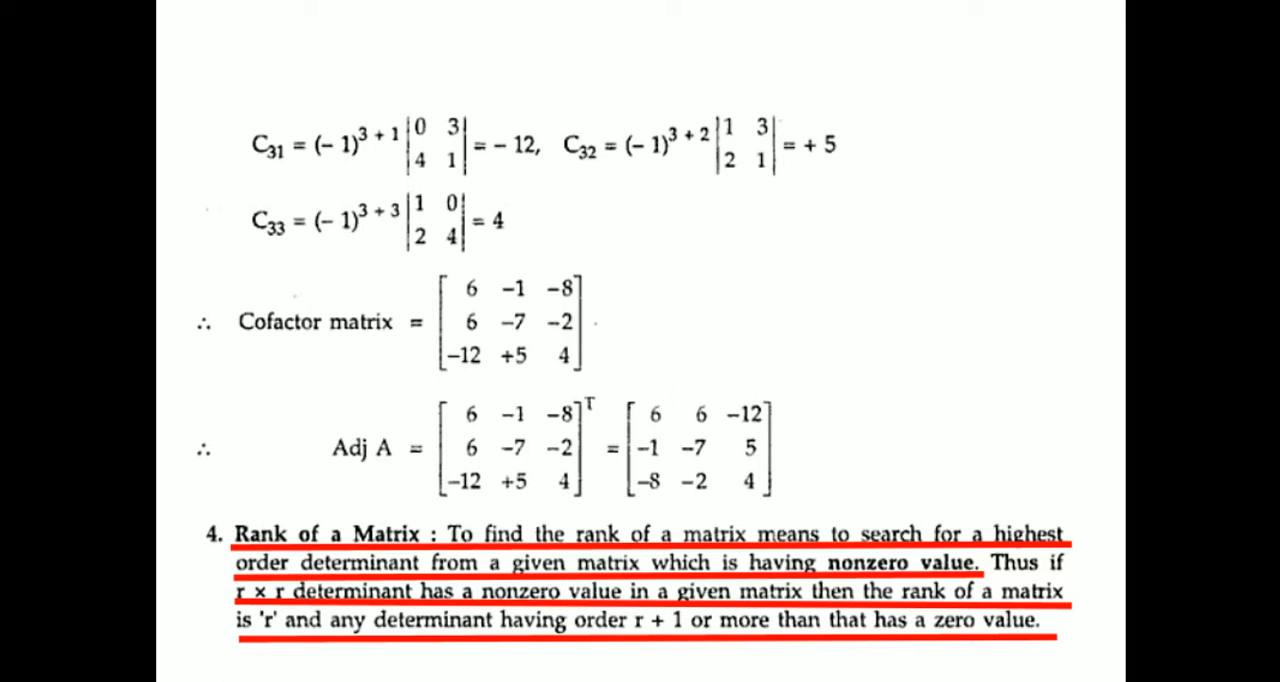 C₃₁ = (– 1)³ ⁺ ¹ |0 3| = – 12, C₃₂ = (– 1)³ ⁺ ² |1 3| = + 5
|4 1| |2 1|
C₃₃ = (– 1)³ ⁺ ³ |1 0| = 4
|2 4|
[ 6 –1 –8]
∴ Cofactor matrix = [ 6 –7 –2]
[–12 +5 4]
[ 6 –1 –8]ᵀ [ 6 6 –12]
∴ Adj A = [ 6 –7 –2] = [–1 –7 5]
[–12 +5 4] [–8 –2 4]
4. Rank of a Matrix : To find the rank of a matrix means to search for a highest
order determinant from a given matrix which is having nonzero value. Thus if
r × r determinant has a nonzero value in a given matrix then the rank of a matrix
is 'r' and any determinant having order r + 1 or more than that has a zero value.